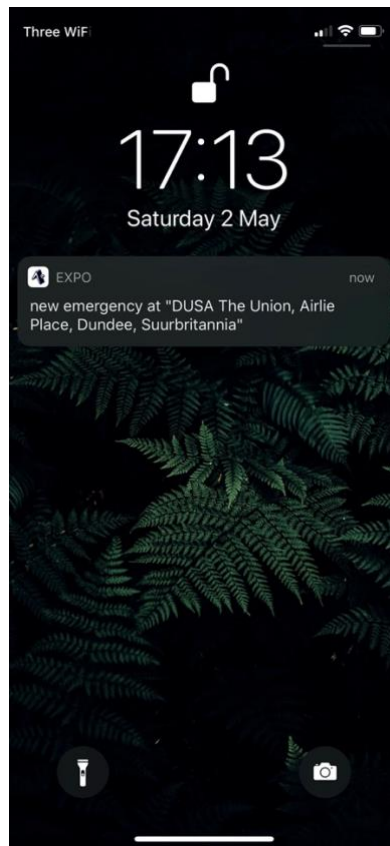 Three WiFi
17:13
Saturday 2 May
EXPO now
new emergency at "DUSA The Union, Airlie
Place, Dundee, Suurbritannia"